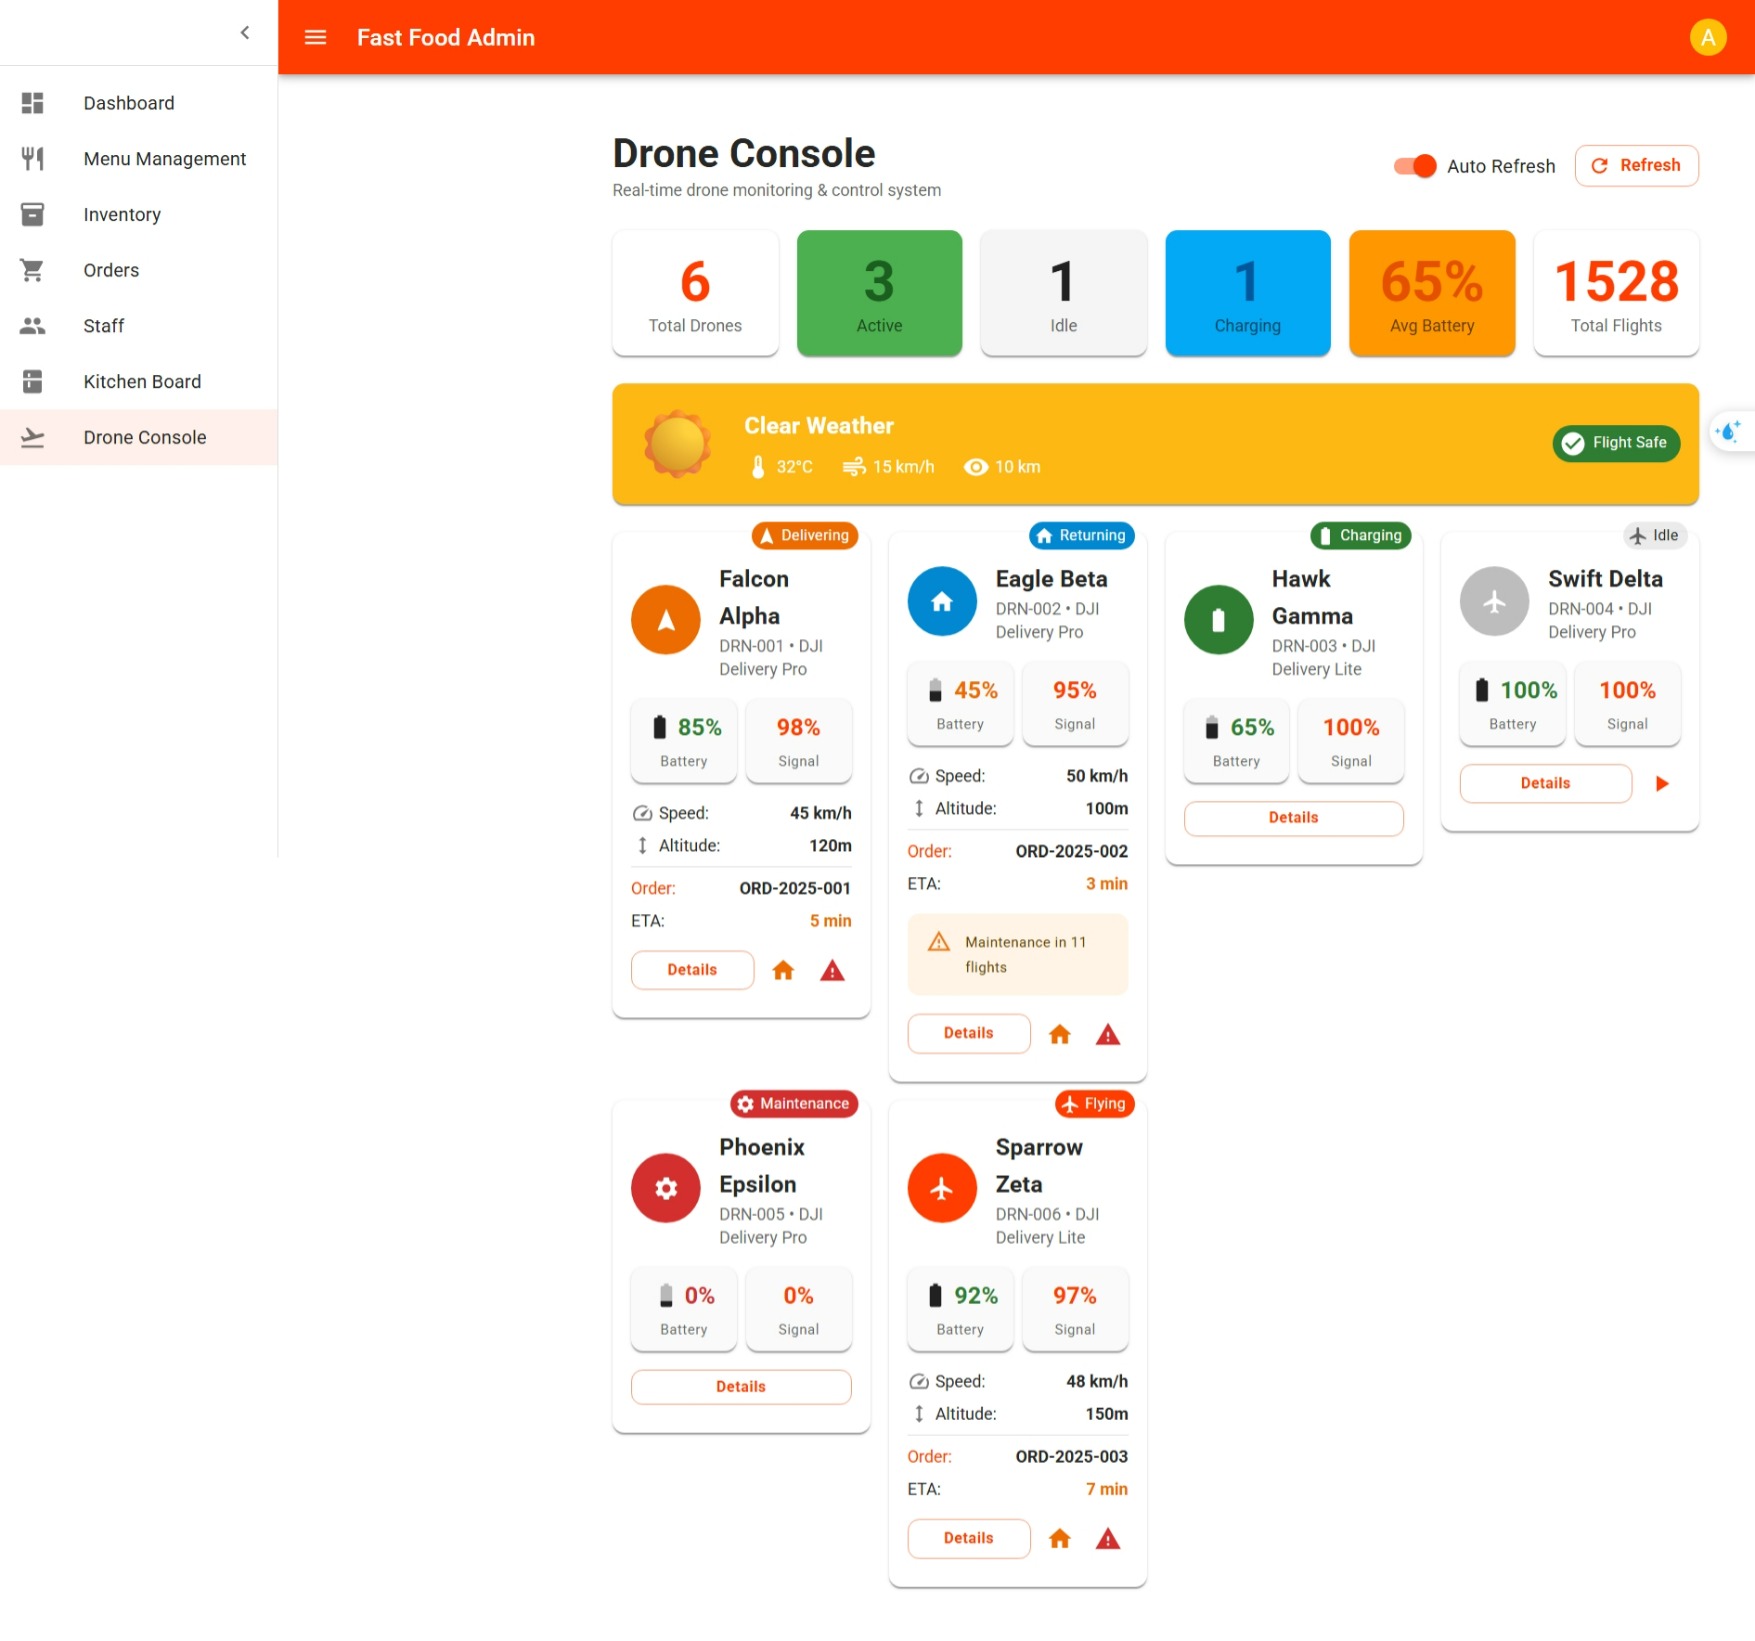 Fast Food Admin
A
Dashboard
Menu Management
Inventory
Orders
Staff
Kitchen Board
Drone Console
Drone Console
Real-time drone monitoring & control system
Auto Refresh
Refresh
6
Total Drones
3
Active
1
Idle
1
Charging
65%
Avg Battery
1528
Total Flights
Clear Weather
32°C 15 km/h 10 km
Flight Safe
Delivering
Falcon
Alpha
DRN-001 • DJI
Delivery Pro
85% 98%
Battery Signal
Speed: 45 km/h
Altitude: 120m
Order: ORD-2025-001
ETA: 5 min
Details
Returning
Eagle Beta
DRN-002 • DJI
Delivery Pro
45% 95%
Battery Signal
Speed: 50 km/h
Altitude: 100m
Order: ORD-2025-002
ETA: 3 min
Maintenance in 11
flights
Details
Charging
Hawk
Gamma
DRN-003 • DJI
Delivery Lite
65% 100%
Battery Signal
Details
Idle
Swift Delta
DRN-004 • DJI
Delivery Pro
100% 100%
Battery Signal
Details
Maintenance
Phoenix
Epsilon
DRN-005 • DJI
Delivery Pro
0% 0%
Battery Signal
Details
Flying
Sparrow
Zeta
DRN-006 • DJI
Delivery Lite
92% 97%
Battery Signal
Speed: 48 km/h
Altitude: 150m
Order: ORD-2025-003
ETA: 7 min
Details